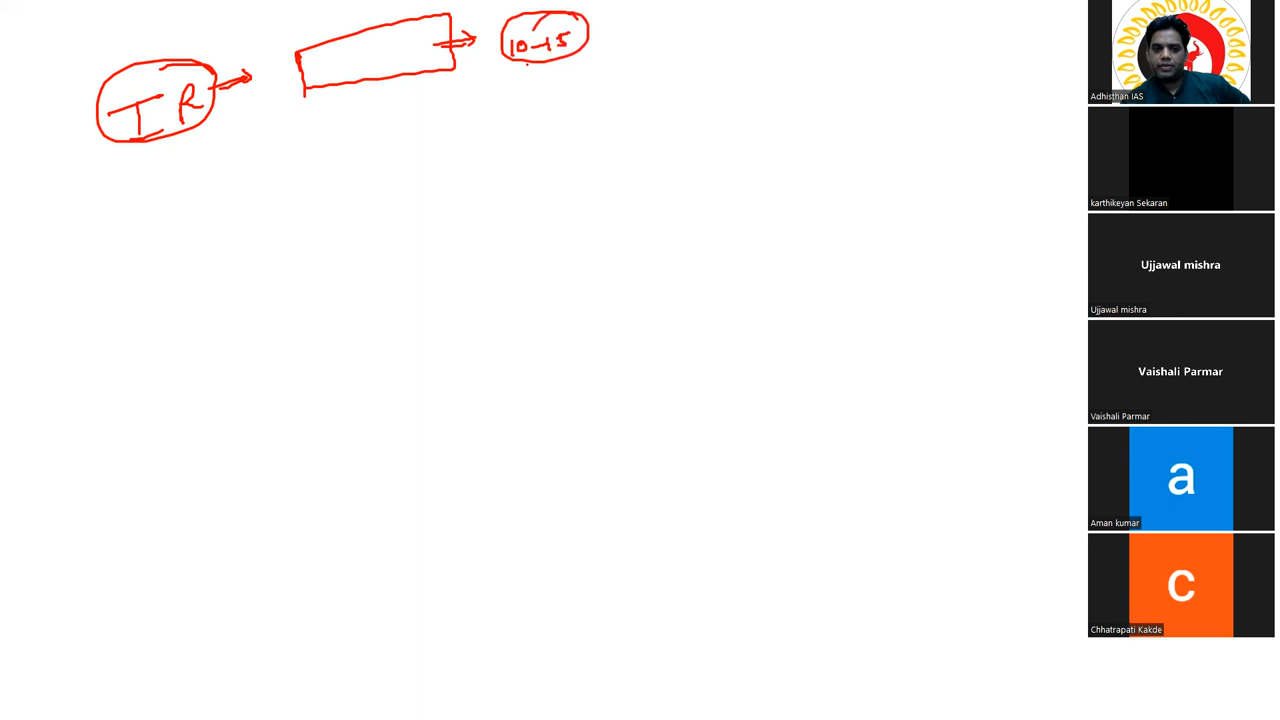 IR
10-15
Adhisthan IAS
karthikeyan Sekaran
Ujjawal mishra
Ujjawal mishra
Vaishali Parmar
Vaishali Parmar
a
Aman kumar
c
Chhatrapati Kakde